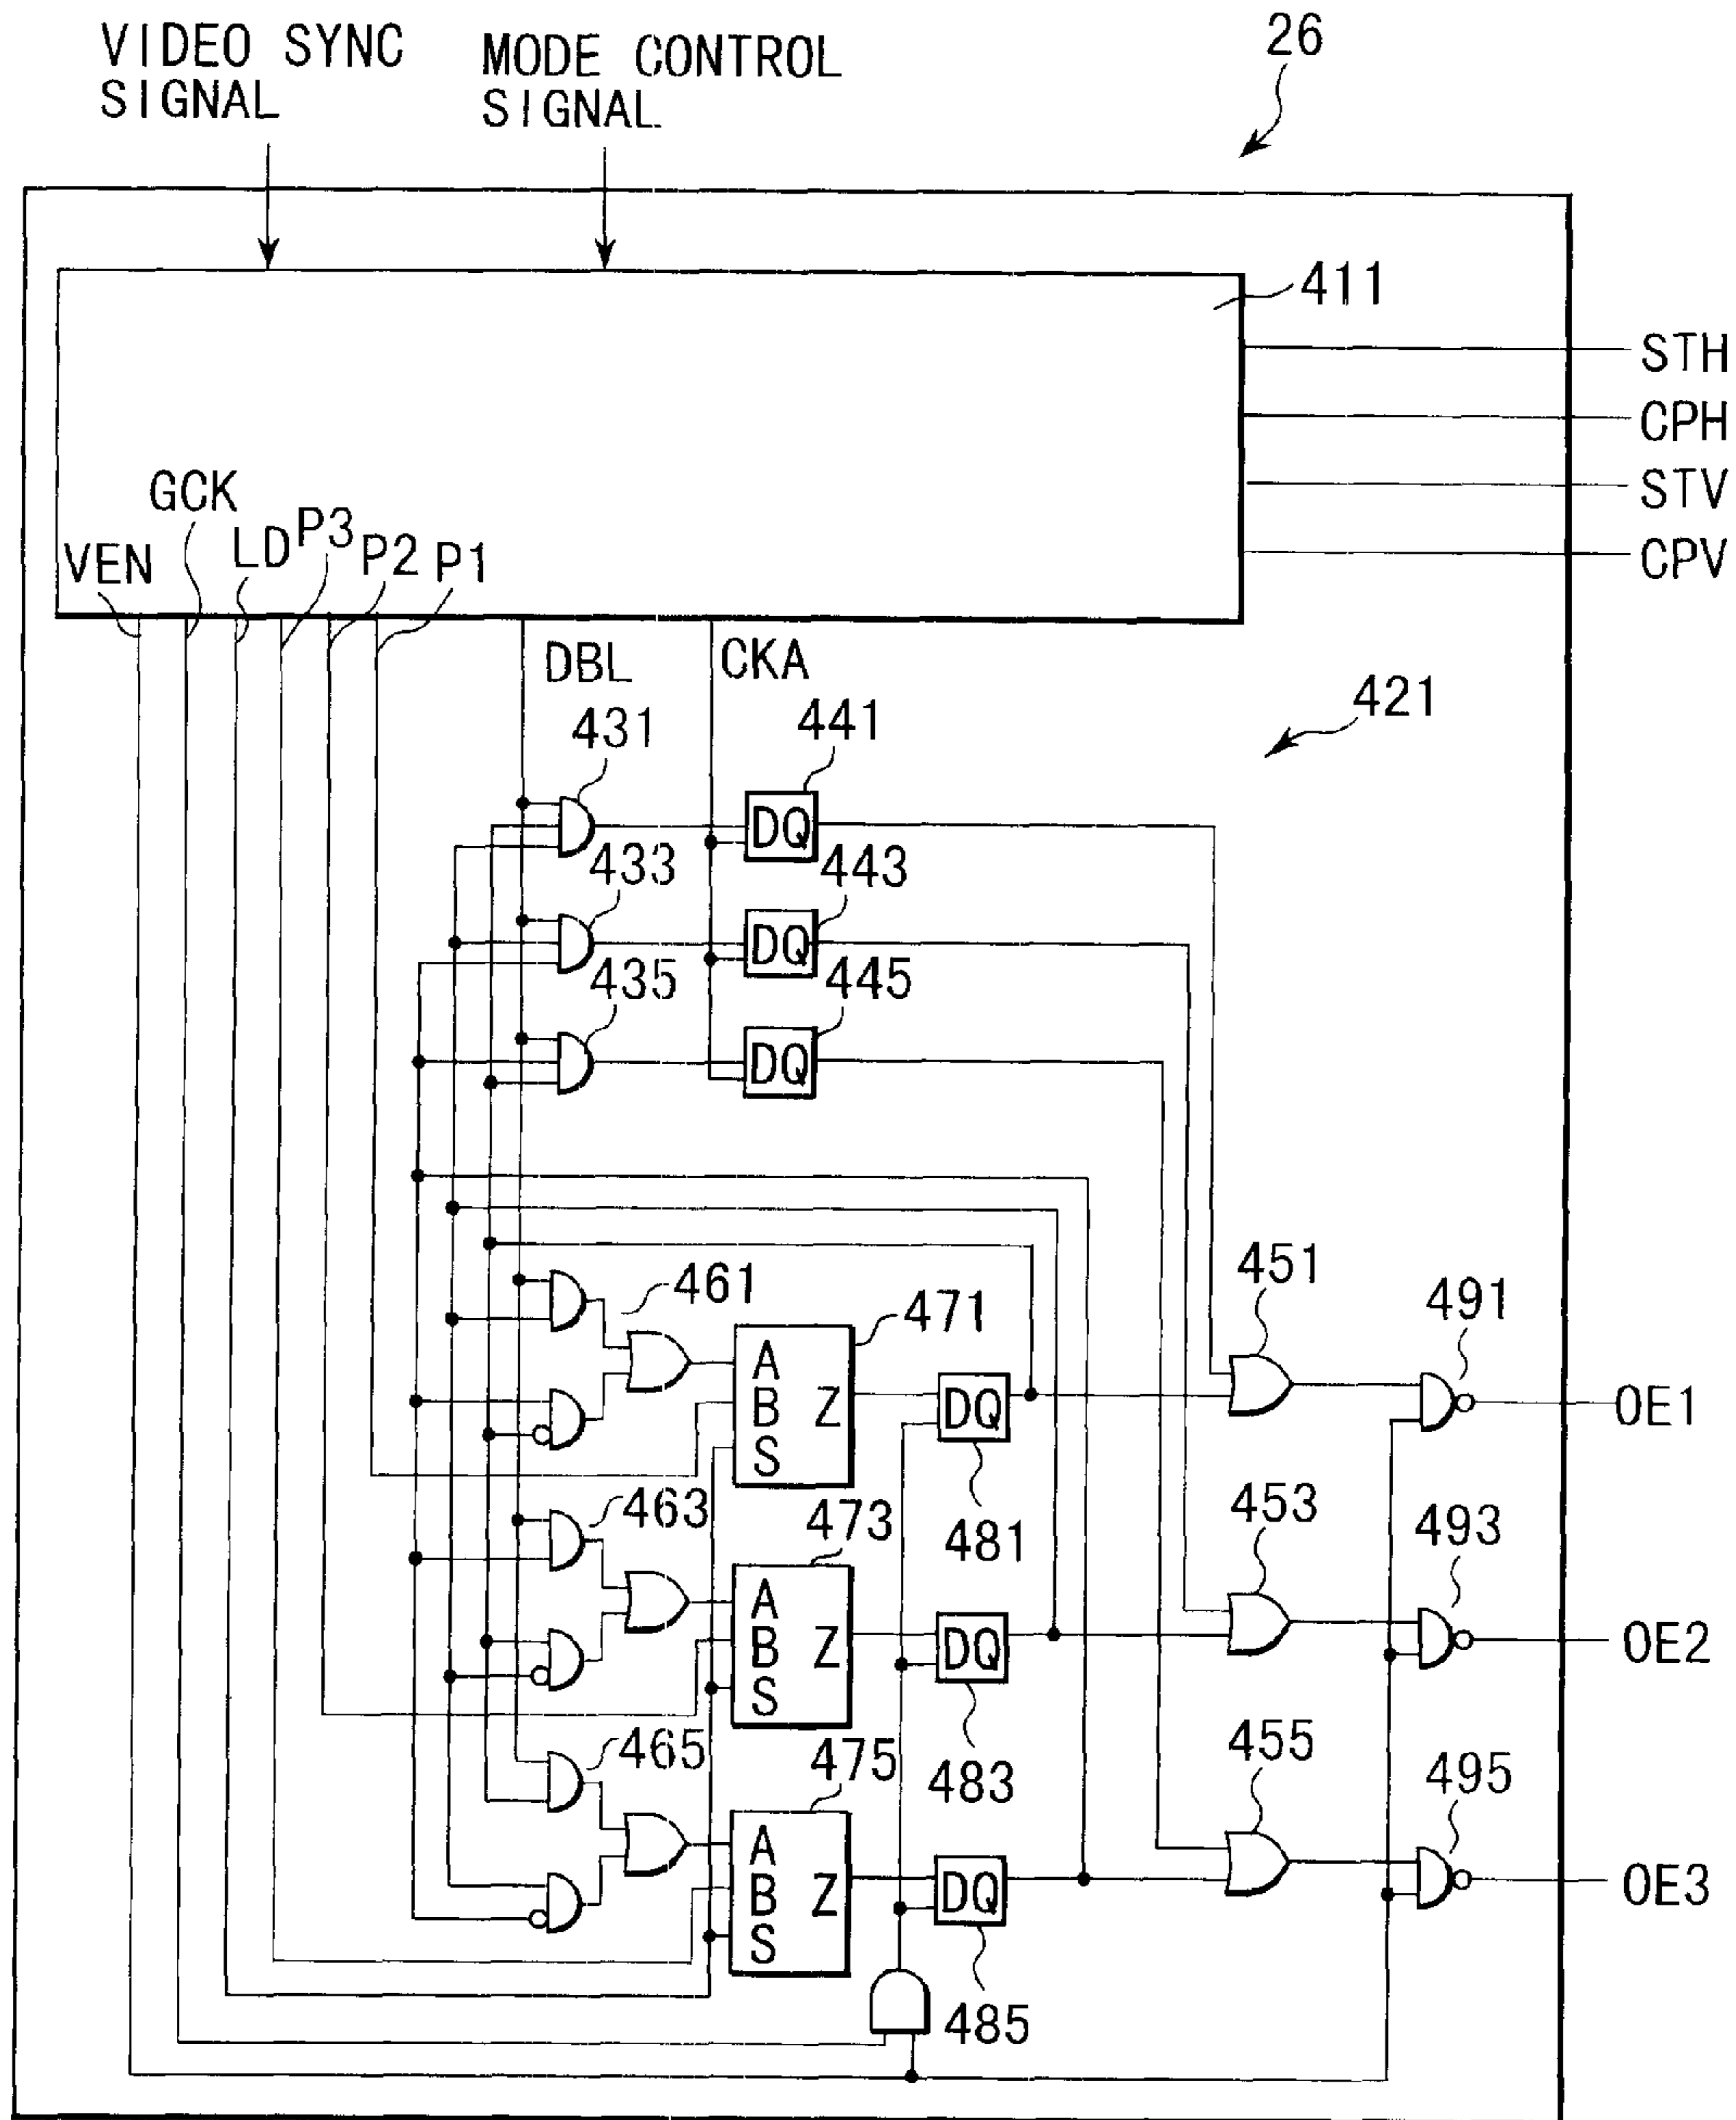 26
VIDEO SYNC
SIGNAL
MODE CONTROL
SIGNAL
411
STH
CPH
STV
CPV
GCK
VEN
LD
P3
P2
P1
DBL
CKA
421
431
441
DQ
433
443
DQ
435
445
DQ
461
471
A
B
S
Z
DQ
481
451
491
OE1
463
473
A
B
S
Z
DQ
483
453
493
OE2
465
475
A
B
S
Z
DQ
485
455
495
OE3